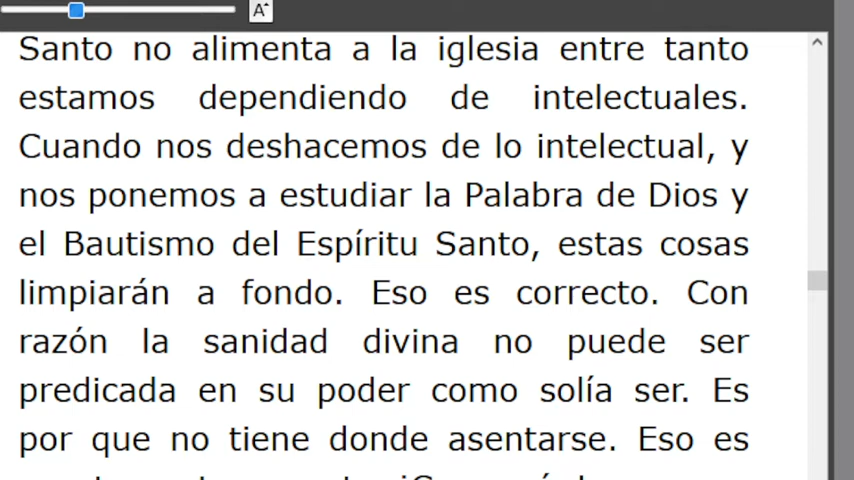 A
Santo no alimenta a la iglesia entre tanto
estamos dependiendo de intelectuales.
Cuando nos deshacemos de lo intelectual, y
nos ponemos a estudiar la Palabra de Dios y
el Bautismo del Espíritu Santo, estas cosas
limpiarán a fondo. Eso es correcto. Con
razón la sanidad divina no puede ser
predicada en su poder como solía ser. Es
por que no tiene donde asentarse. Eso es